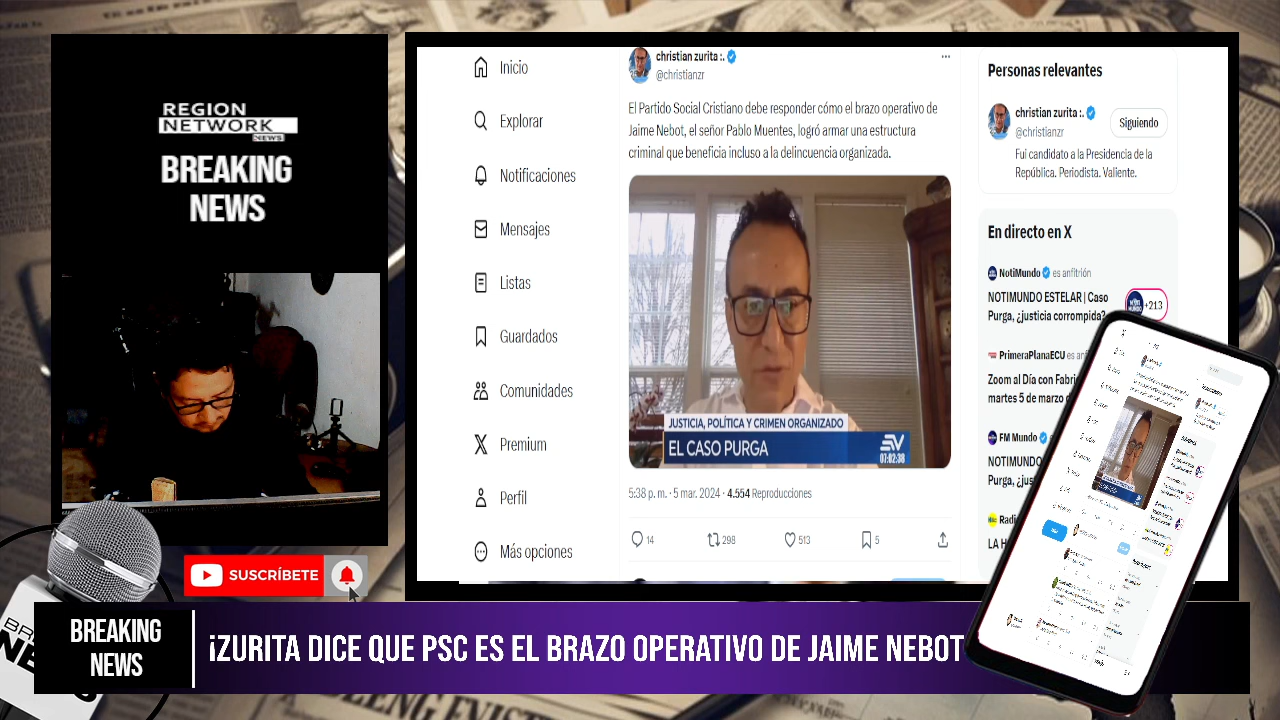 REGION
NETWORK
NEWS
BREAKING
NEWS
SUSCRÍBETE
Inicio
Explorar
Notificaciones
Mensajes
Listas
Guardados
Comunidades
Premium
Perfil
Más opciones
christian zurita :.
@christianzr
El Partido Social Cristiano debe responder cómo el brazo operativo de
Jaime Nebot, el señor Pablo Muentes, logró armar una estructura
criminal que beneficia incluso a la delincuencia organizada.
JUSTICIA, POLÍTICA Y CRIMEN ORGANIZADO
EL CASO PURGA
07:02:38
5:38 p. m. · 5 mar. 2024 · 4.554 Reproducciones
14
298
513
5
Personas relevantes
christian zurita :.
@christianzr
Siguiendo
Fui candidato a la Presidencia de la
República. Periodista. Valiente.
En directo en X
NotiMundo es anfitrión
NOTIMUNDO ESTELAR | Caso
Purga, ¿justicia corrompida?
+213
PrimeraPlanaECU es an
Zoom al Día con Fabri
martes 5 de marzo
FM Mundo
NOTIMUNDO
Purga, ¿jus
Radi
LA H
BREAKING
NEWS
¡ZURITA DICE QUE PSC ES EL BRAZO OPERATIVO DE JAIME NEBOT